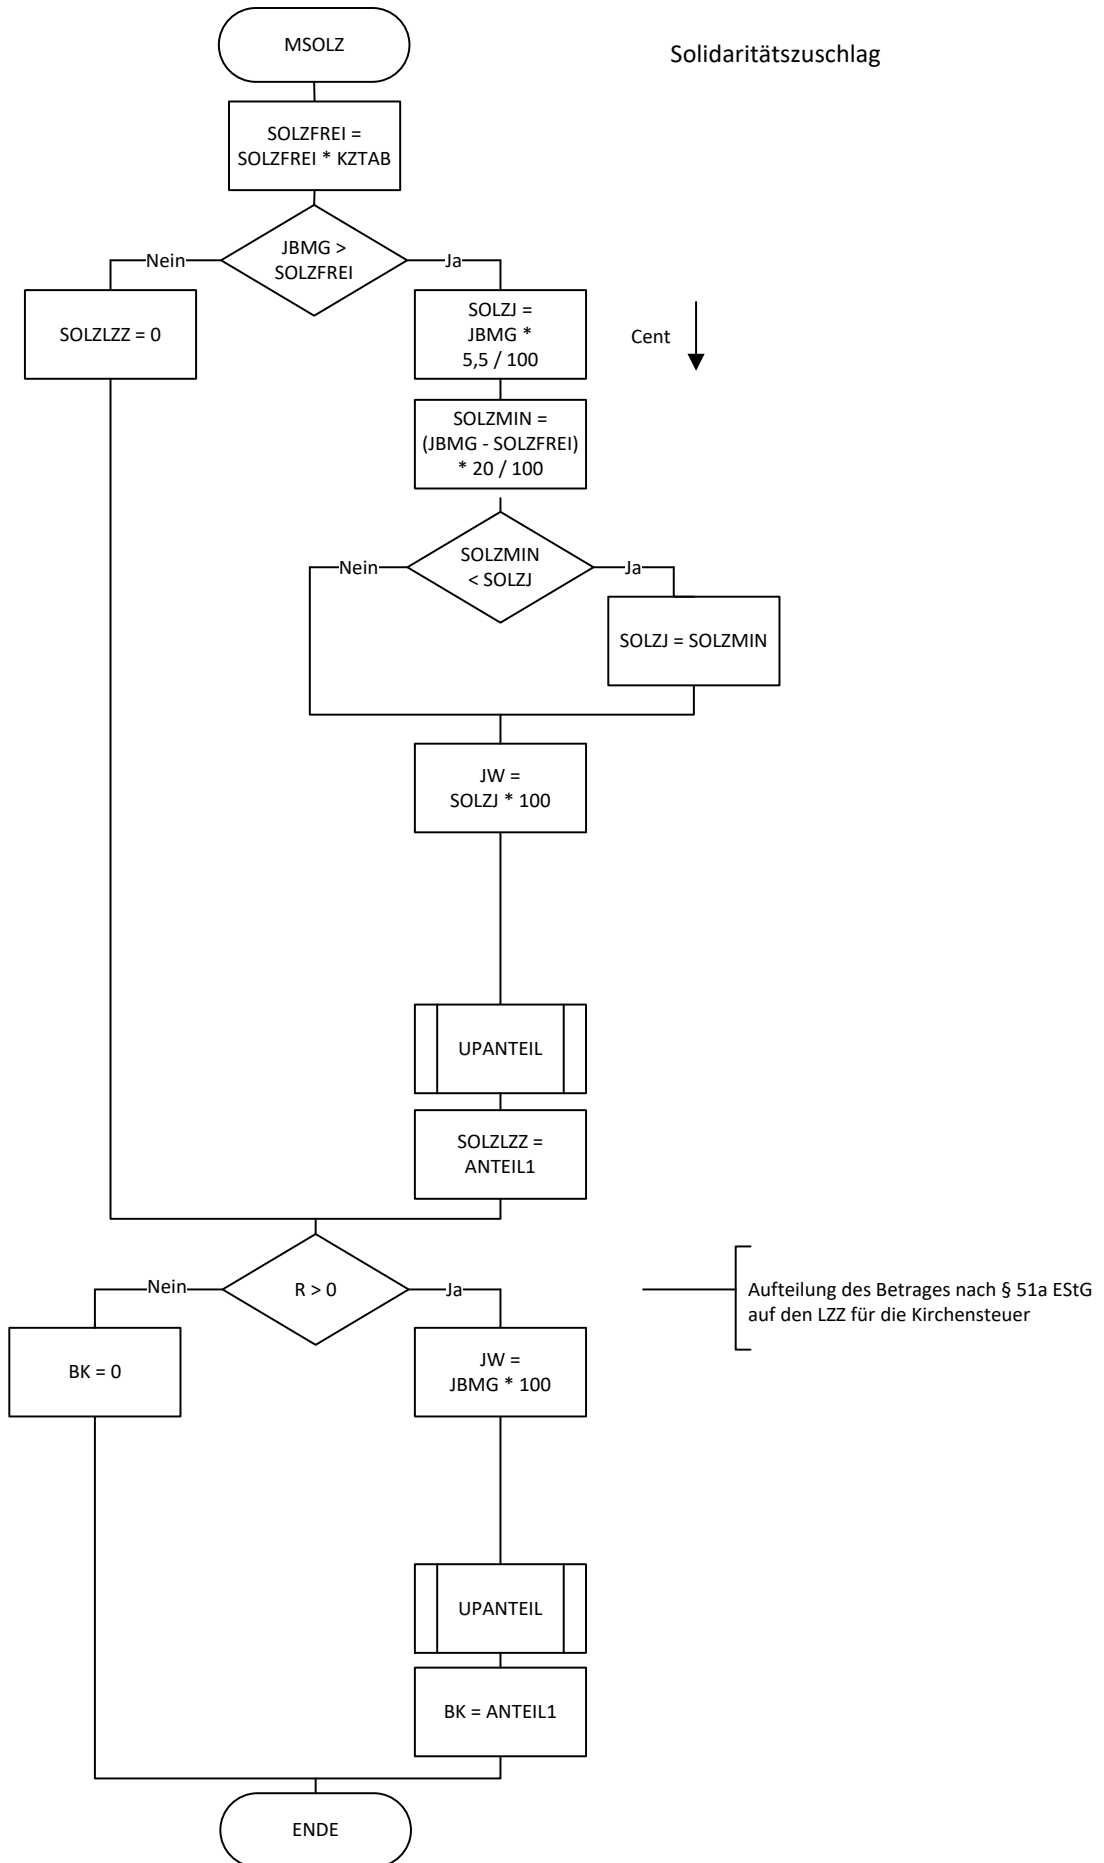 MSOLZ
Solidaritätszuschlag
SOLZFREI =
SOLZFREI * KZTAB
JBMG >
SOLZFREI
Nein
Ja
SOLZLZZ = 0
SOLZJ =
JBMG *
5,5 / 100
Cent
SOLZMIN =
(JBMG - SOLZFREI)
* 20 / 100
SOLZMIN
< SOLZJ
Nein
Ja
SOLZJ = SOLZMIN
JW =
SOLZJ * 100
UPANTEIL
SOLZLZZ =
ANTEIL1
R > 0
Nein
Ja
Aufteilung des Betrages nach § 51a EStG
auf den LZZ für die Kirchensteuer
BK = 0
JW =
JBMG * 100
UPANTEIL
BK = ANTEIL1
ENDE